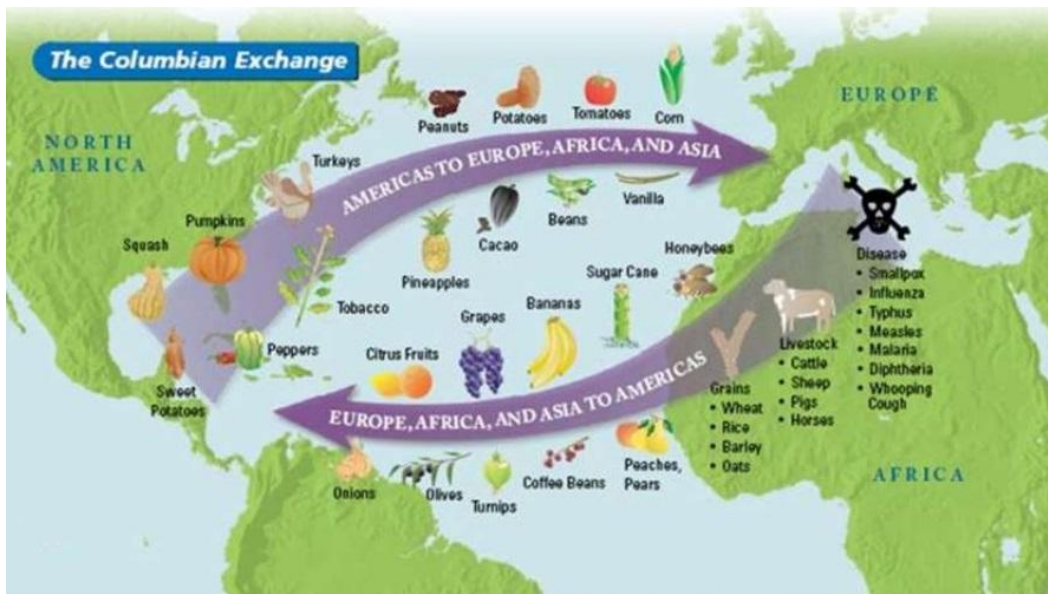 The Columbian Exchange
NORTH
AMERICA
EUROPE
AFRICA
Peanuts
Potatoes
Tomatoes
Corn
AMERICAS TO EUROPE, AFRICA, AND ASIA
Turkeys
Pumpkins
Squash
Tobacco
Peppers
Sweet
Potatoes
Pineapples
Cacao
Beans
Vanilla
Honeybees
Sugar Cane
Bananas
Grapes
Citrus Fruits
EUROPE, AFRICA, AND ASIA TO AMERICAS
Onions
Olives
Turnips
Coffee Beans
Peaches,
Pears
Grains
• Wheat
• Rice
• Barley
• Oats
Livestock
• Cattle
• Sheep
• Pigs
• Horses
Disease
• Smallpox
• Influenza
• Typhus
• Measles
• Malaria
• Diphtheria
• Whooping
Cough